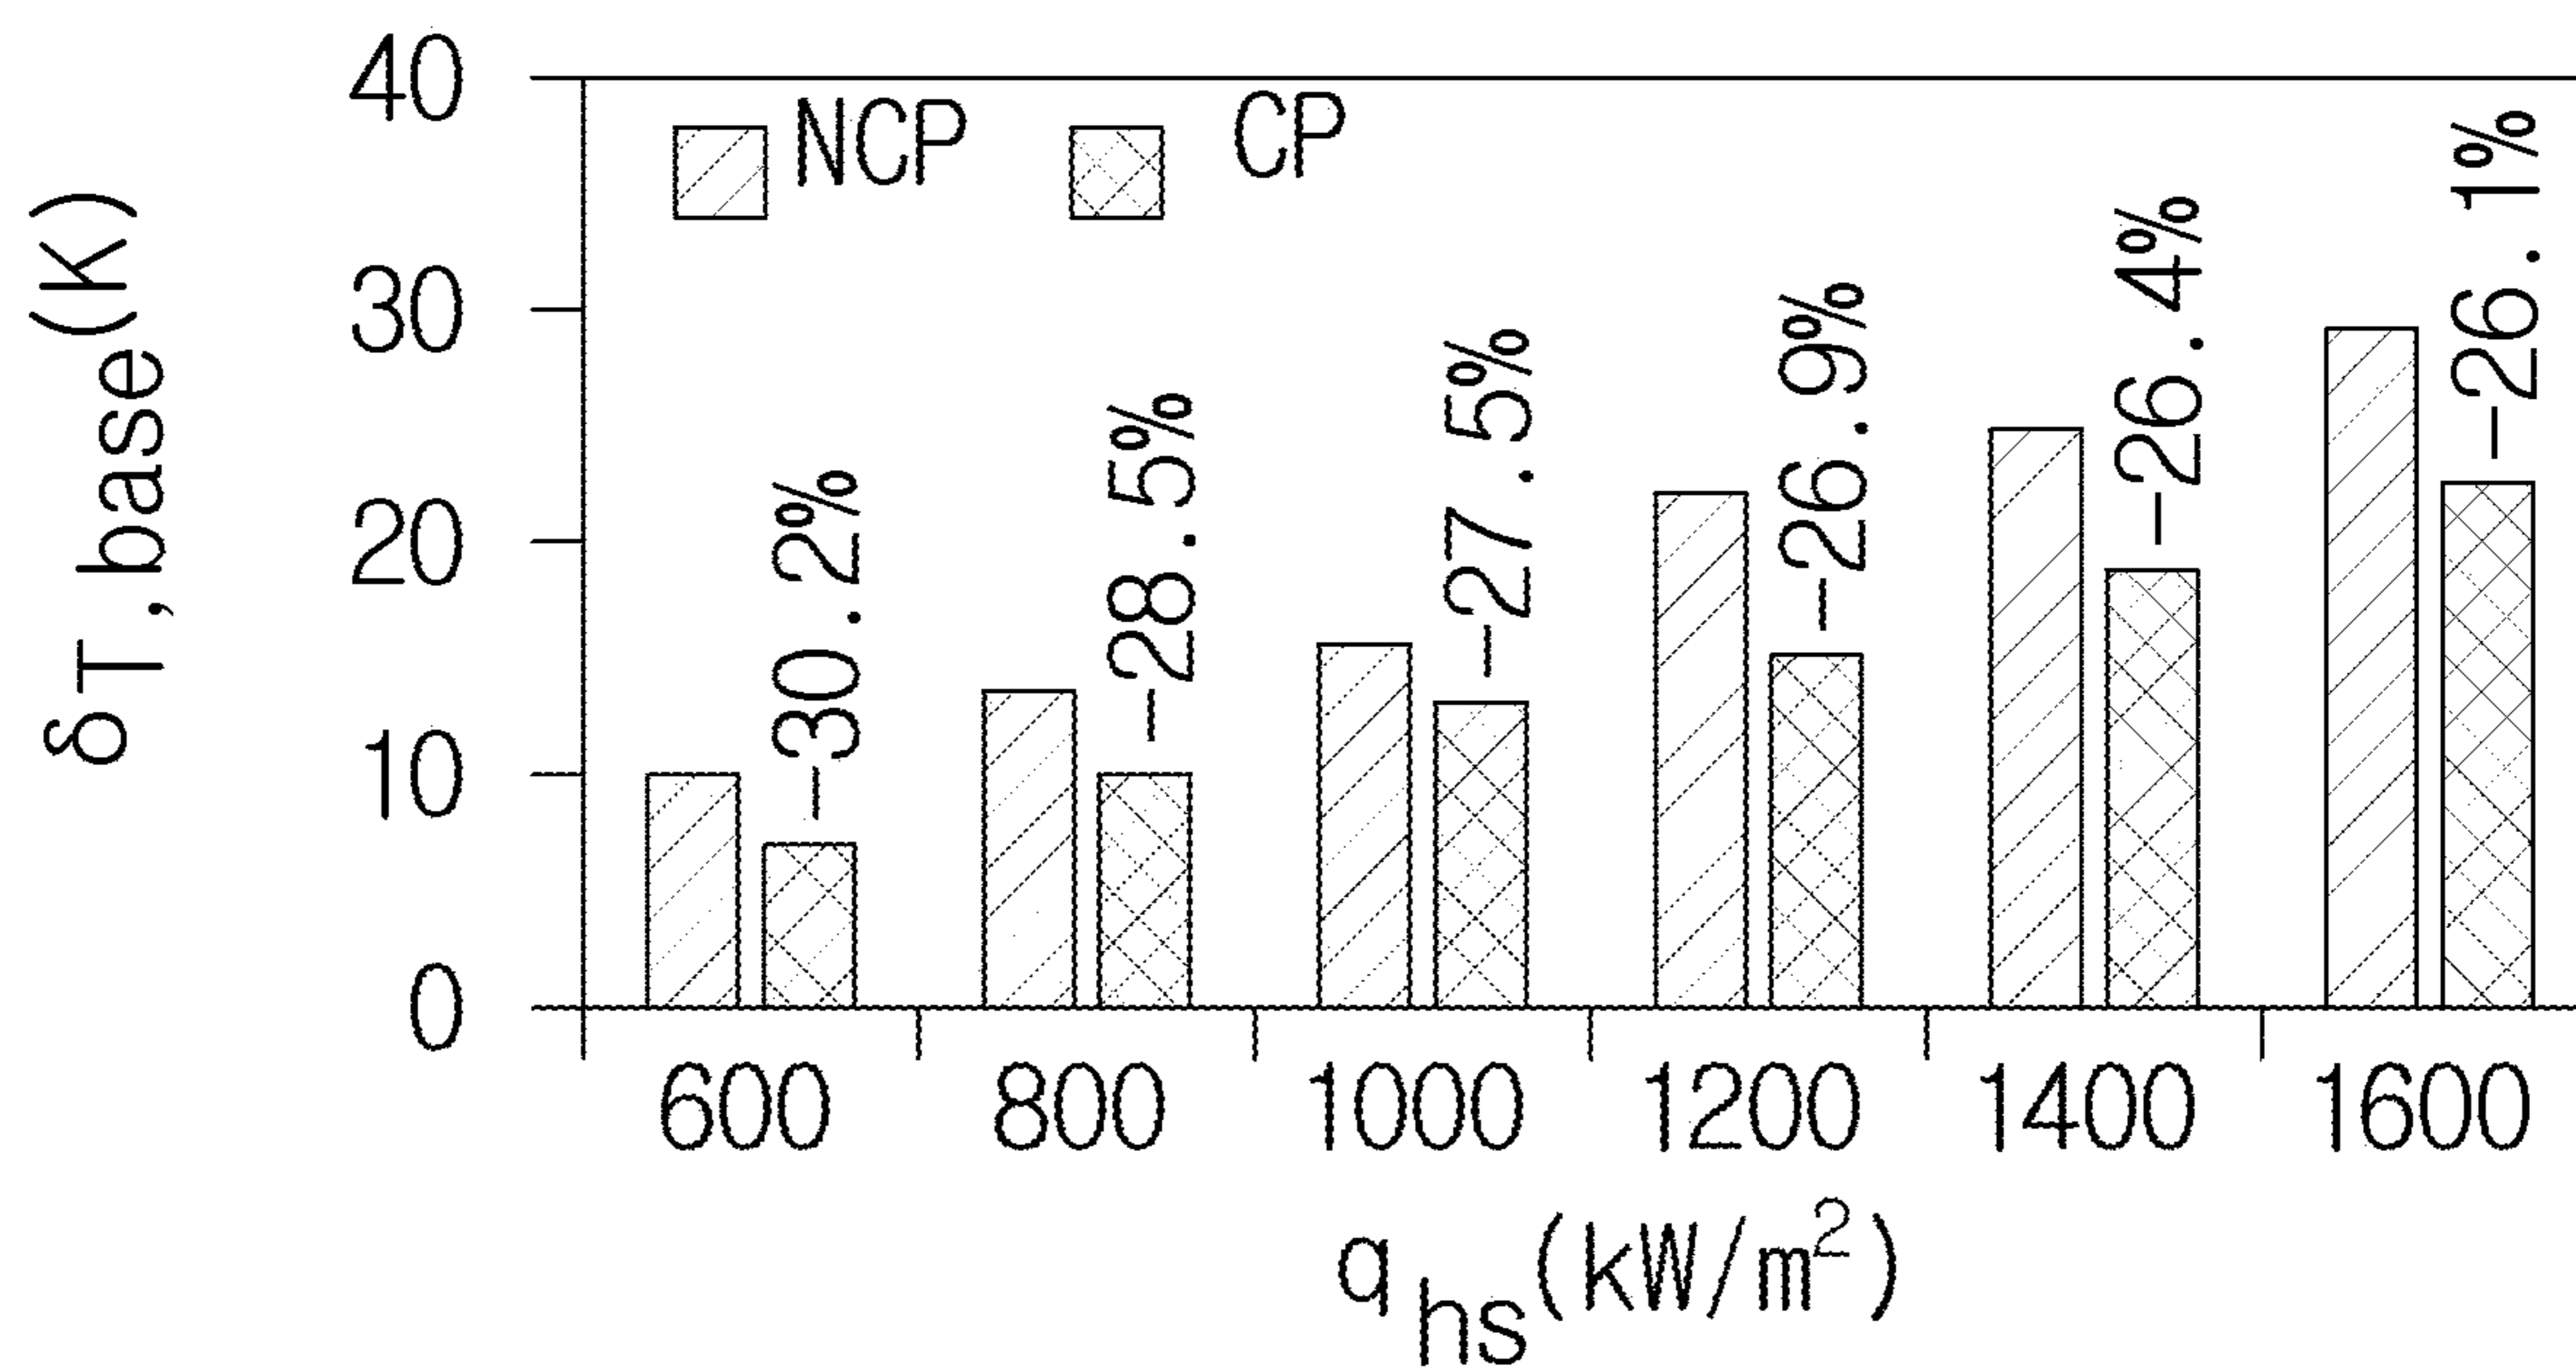 δT,base(K)
40
30
20
10
0
NCP CP
-30.2%
-28.5%
-27.5%
-26.9%
-26.4%
-26.1%
600 800 1000 1200 1400 1600
qhs(kW/m²)